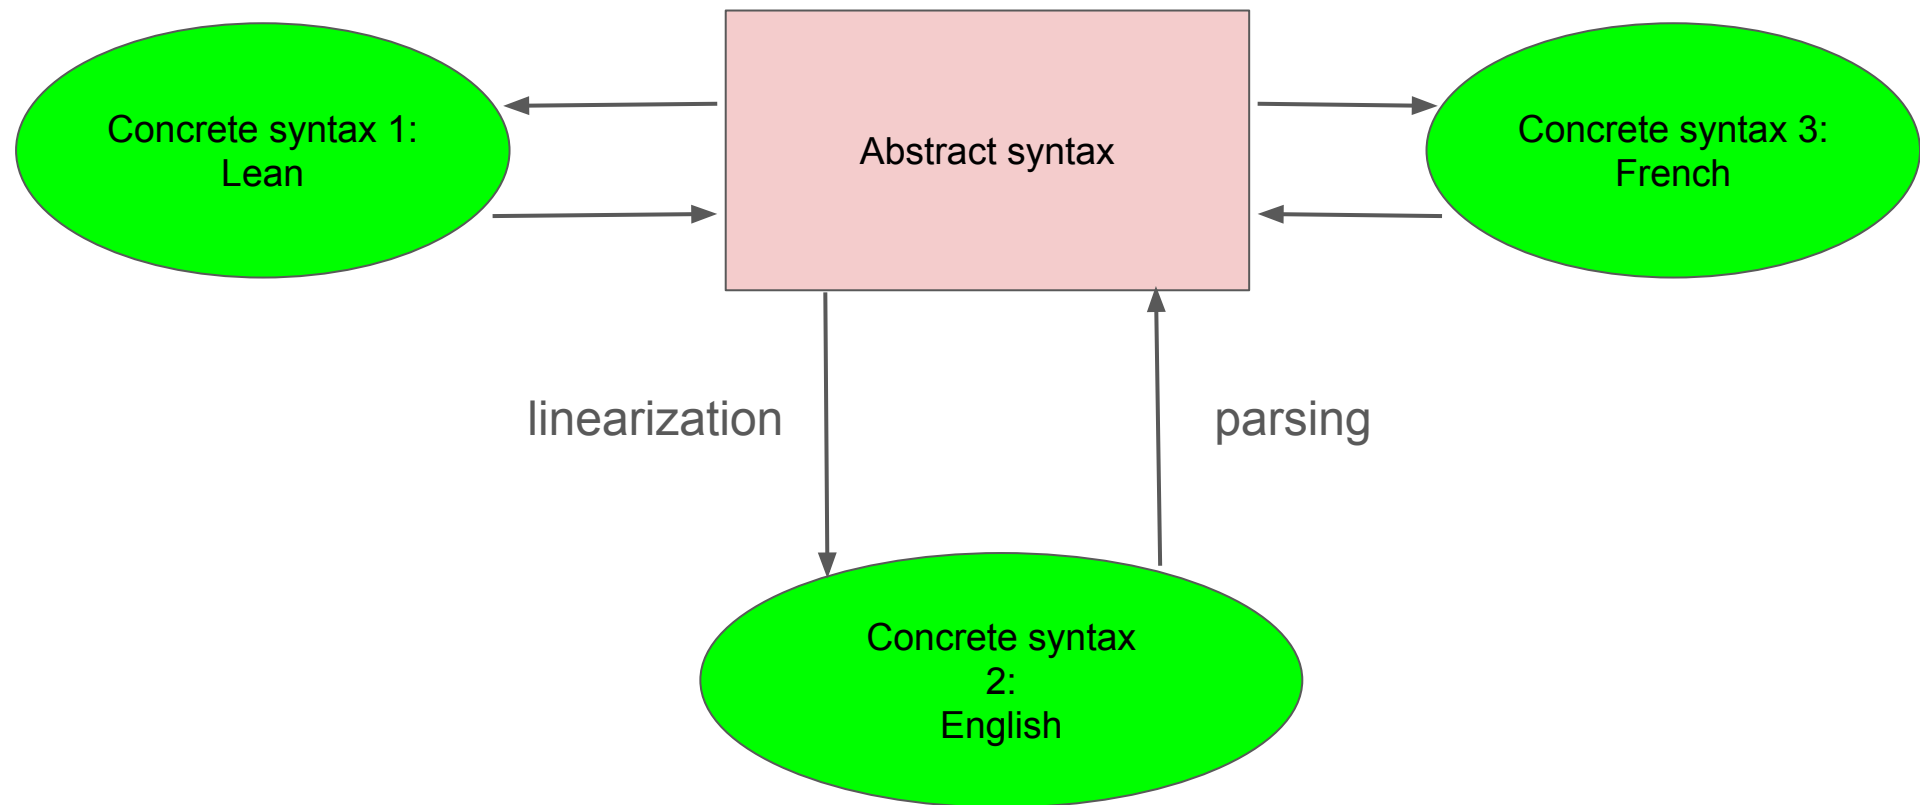 Concrete syntax 1:
Lean
Abstract syntax
Concrete syntax 3:
French
linearization
parsing
Concrete syntax
2:
English